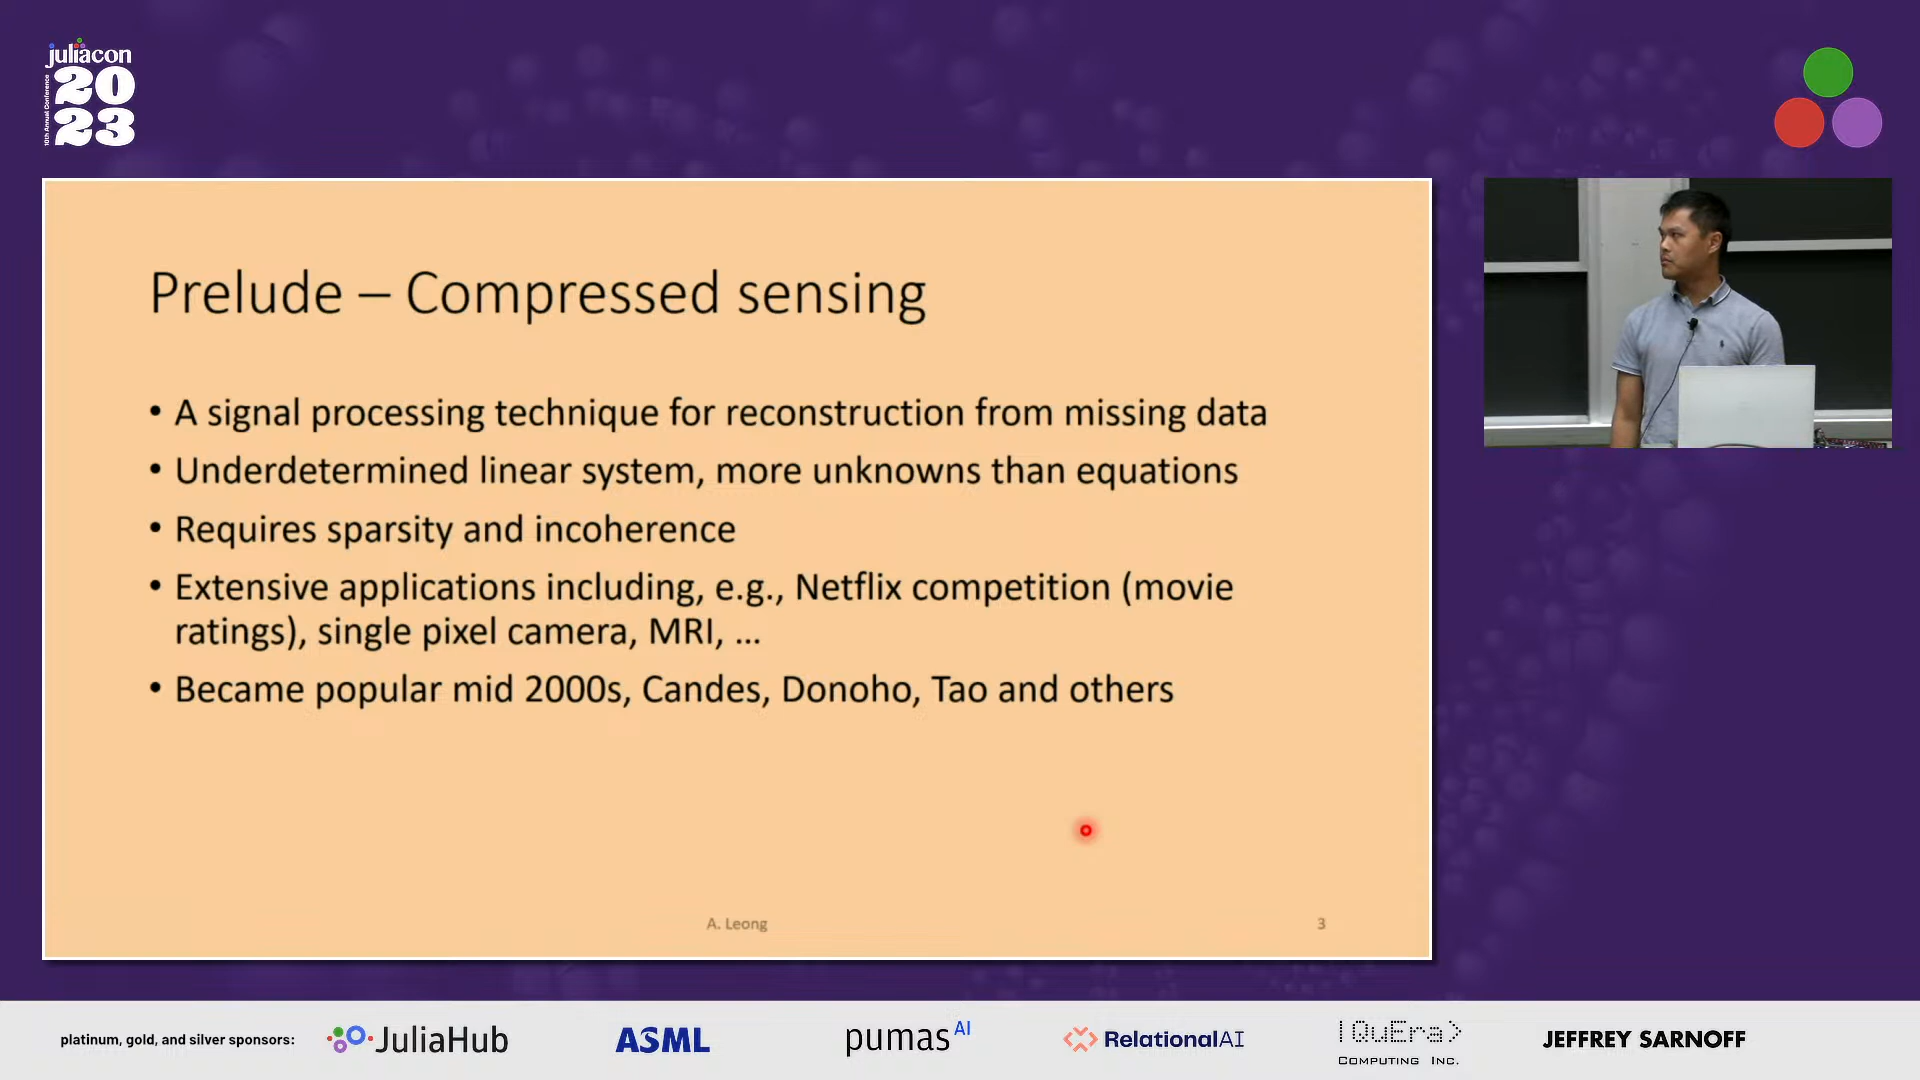 juliacon
10th Annual Conference
20
23
Prelude – Compressed sensing
• A signal processing technique for reconstruction from missing data
• Underdetermined linear system, more unknowns than equations
• Requires sparsity and incoherence
• Extensive applications including, e.g., Netflix competition (movie
ratings), single pixel camera, MRI, ...
• Became popular mid 2000s, Candes, Donoho, Tao and others
A. Leong
3
platinum, gold, and silver sponsors:
JuliaHub
ASML
pumasAI
RelationalAI
|QuEra>
COMPUTING INC.
JEFFREY SARNOFF